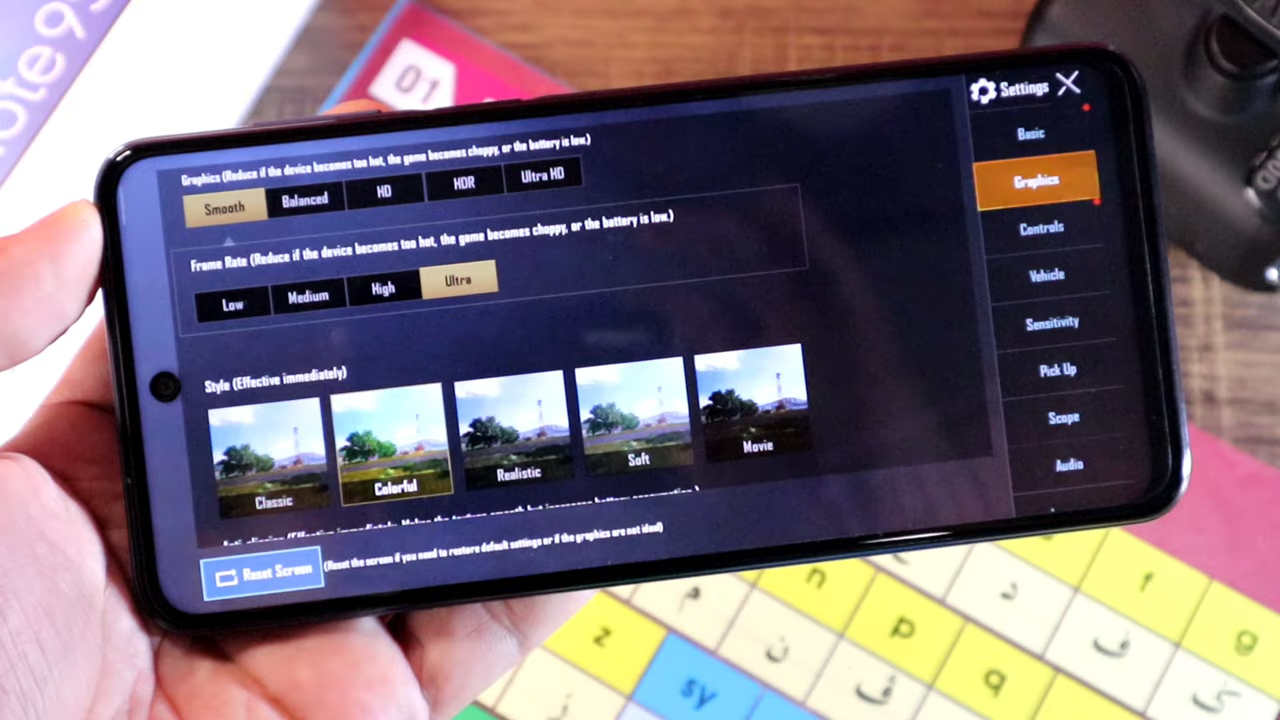 ote9s
01
Settings
Graphics (Reduce if the device becomes too hot, the game becomes choppy, or the battery is low.)
Smooth Balanced HD HDR Ultra HD
Frame Rate (Reduce if the device becomes too hot, the game becomes choppy, or the battery is low.)
Low Medium High Ultra
Style (Effective immediately)
Classic Colorful Realistic Soft Movie
Reset Screen (Reset the screen if you need to restore default settings or if the graphics are not ideal)
Basic
Graphics
Controls
Vehicle
Sensitivity
Pick Up
Scope
Audio
n
م
د
f
z
ن
p
ف
g
sy
q